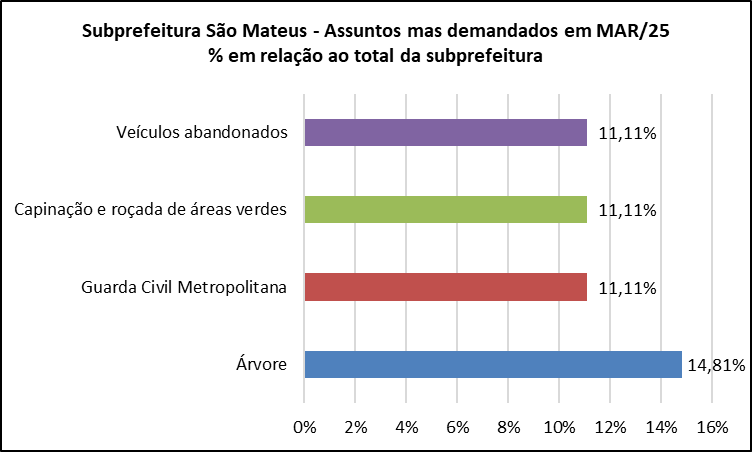 Subprefeitura São Mateus - Assuntos mas demandados em MAR/25
% em relação ao total da subprefeitura
Veículos abandonados 11,11%
Capinação e roçada de áreas verdes 11,11%
Guarda Civil Metropolitana 11,11%
Árvore 14,81%
0% 2% 4% 6% 8% 10% 12% 14% 16%